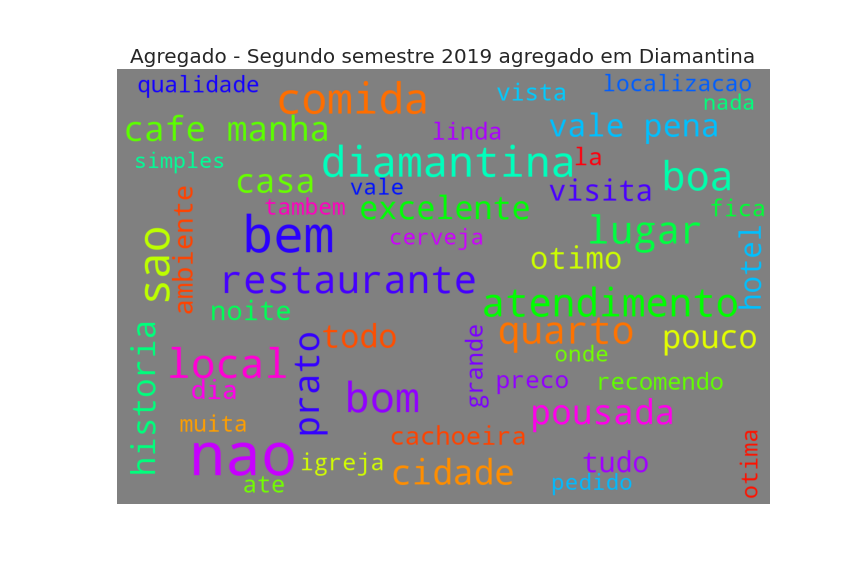 Agregado - Segundo semestre 2019 agregado em Diamantina
qualidade
comida
vista
localizacao
nada
cafe manha
linda
vale pena
simples
diamantina
la
casa
vale
visita
boa
ambiente
tambem
excelente
fica
sao
bem
cerveja
lugar
otimo
hotel
restaurante
noite
atendimento
historia
prato
todo
grande
quarto
pouco
onde
local
dia
preco
recomendo
bom
pousada
muita
nao
igreja
cachoeira
cidade
tudo
otima
ate
pedido